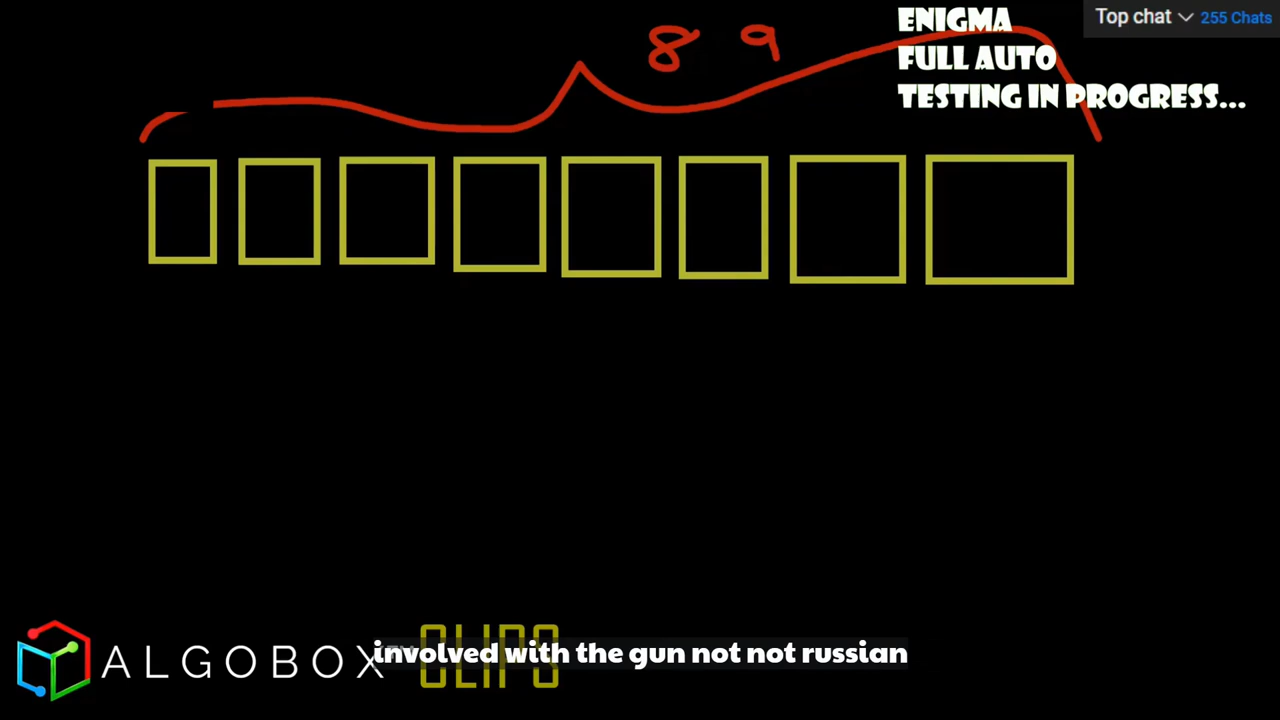 ENIGMA
FULL AUTO
TESTING IN PROGRESS...
Top chat 255 Chats
8 9
ALGOBOX CLIPS
involved with the gun not not russian